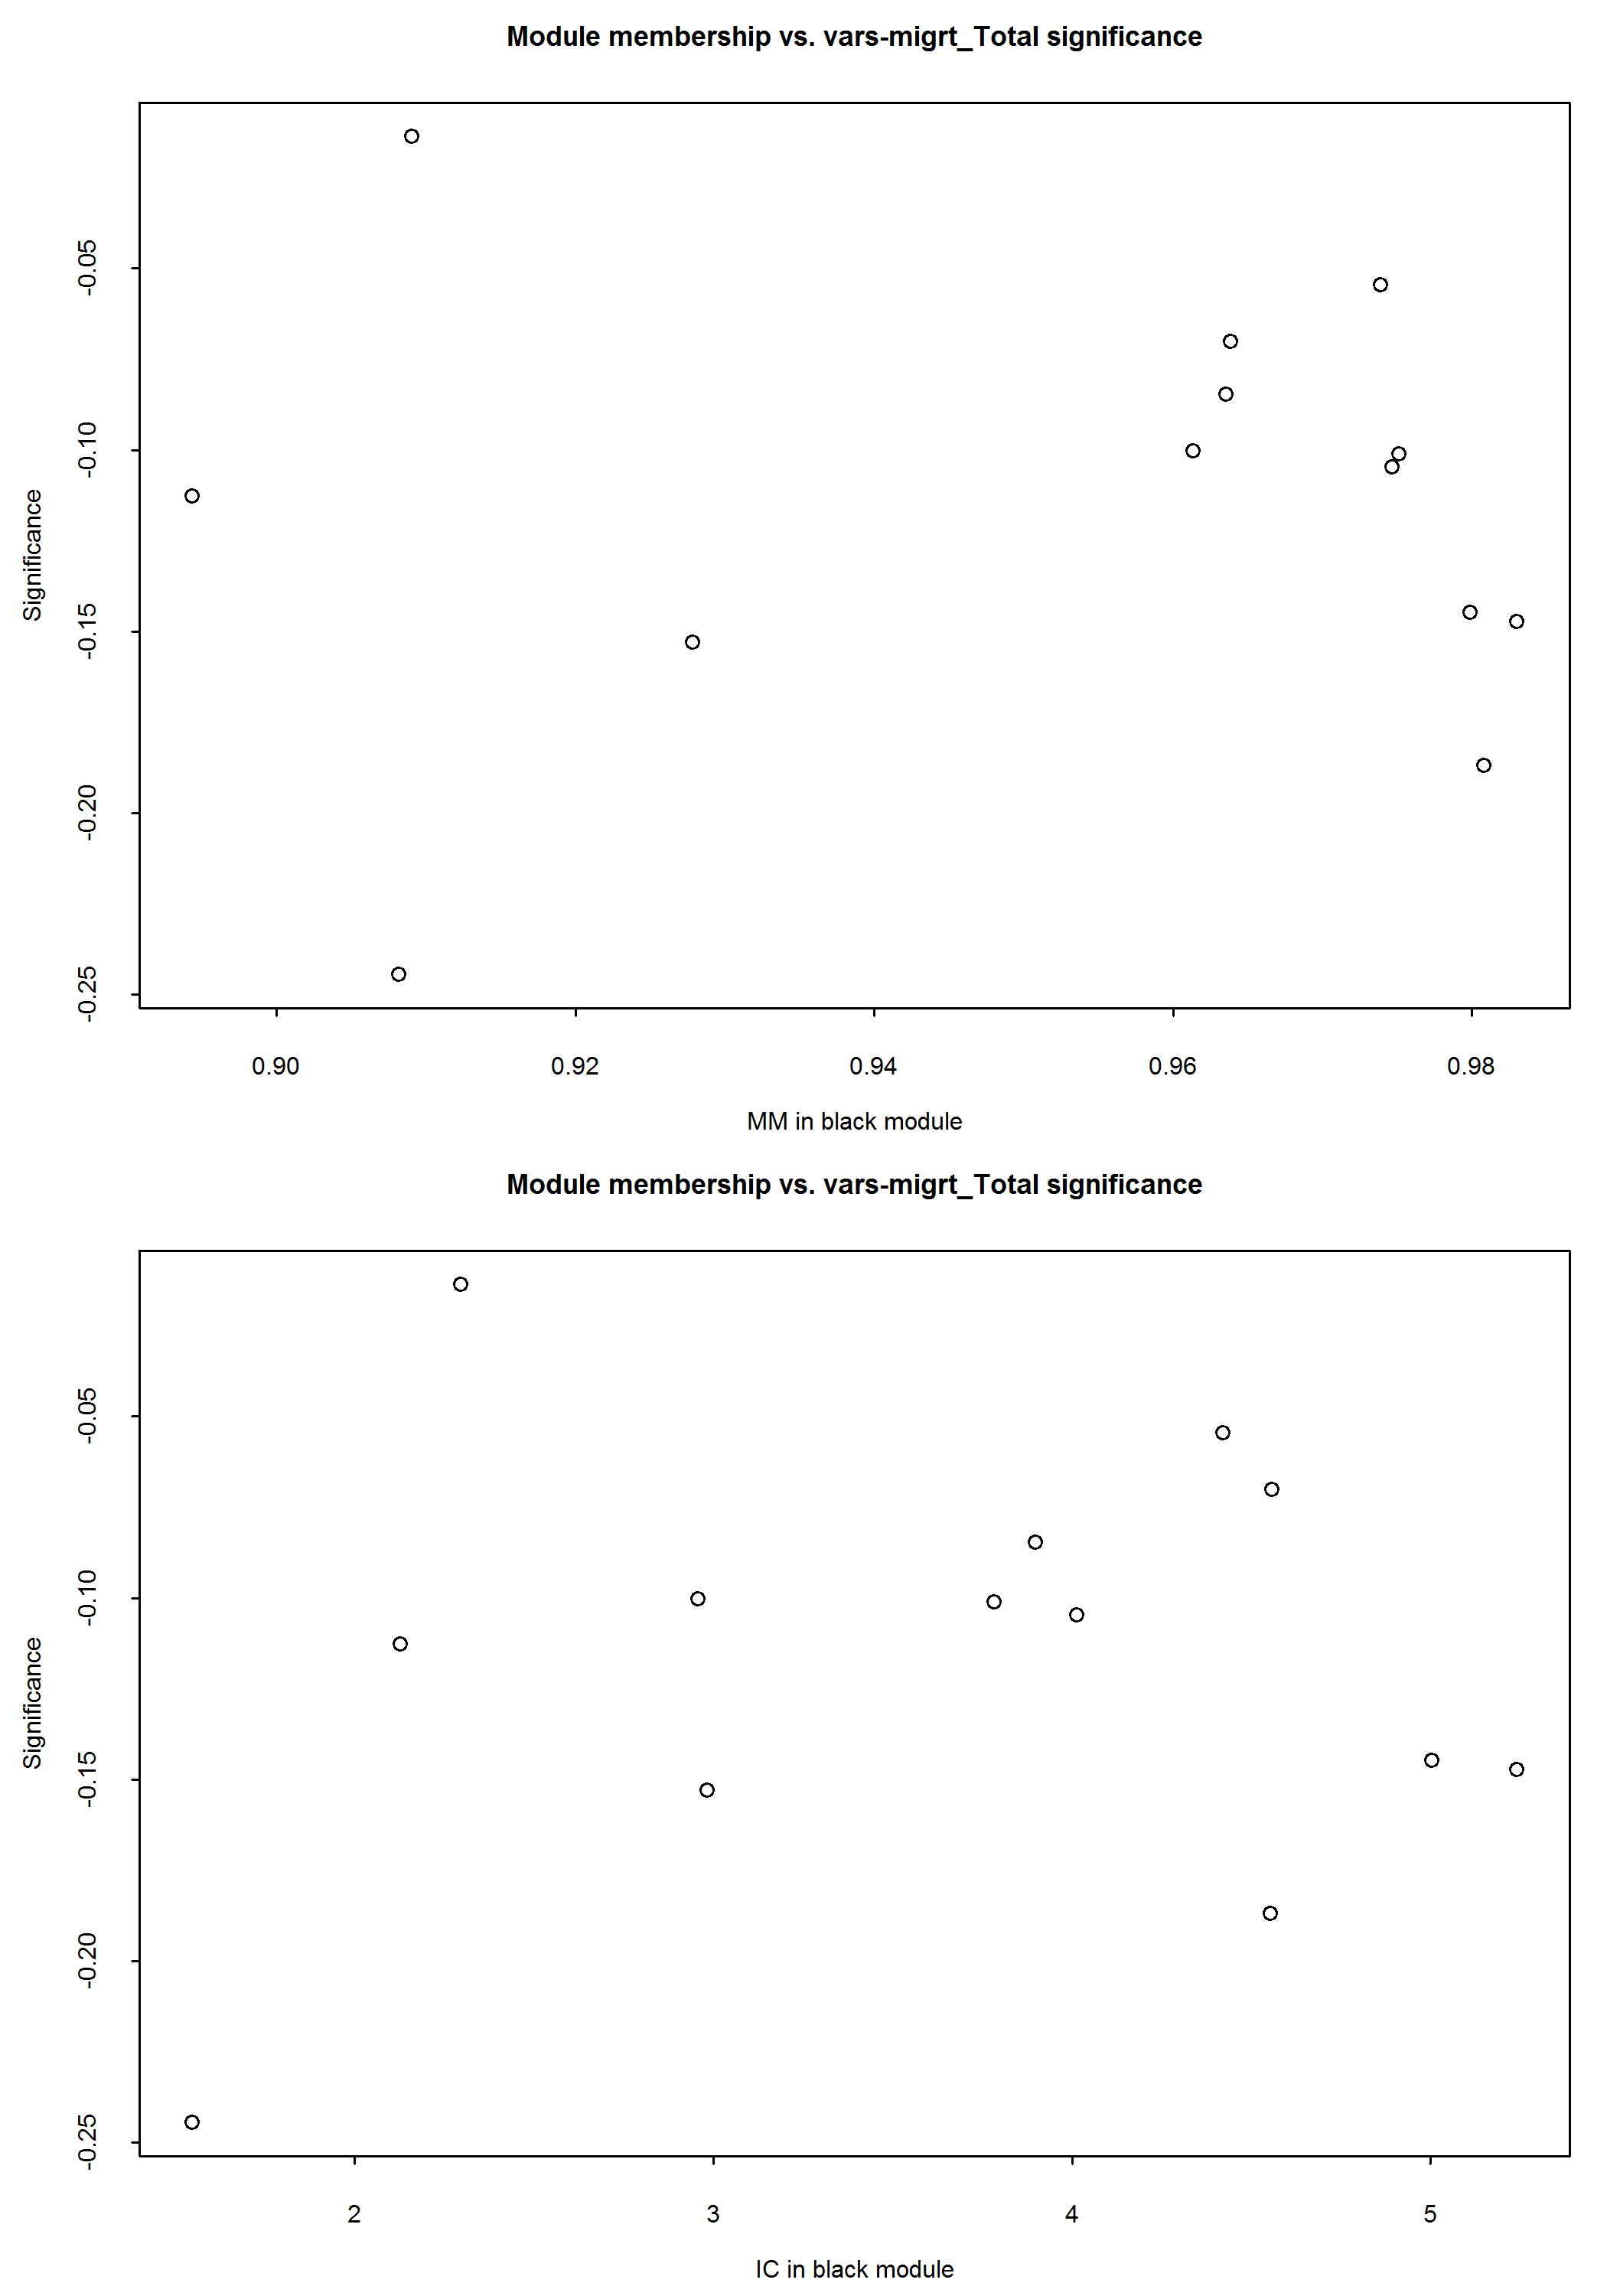 Module membership vs. vars-migrt_Total significance
-0.05
-0.10
-0.15
-0.20
-0.25
Significance
0.90 0.92 0.94 0.96 0.98
MM in black module
Module membership vs. vars-migrt_Total significance
-0.05
-0.10
-0.15
-0.20
-0.25
Significance
2 3 4 5
IC in black module